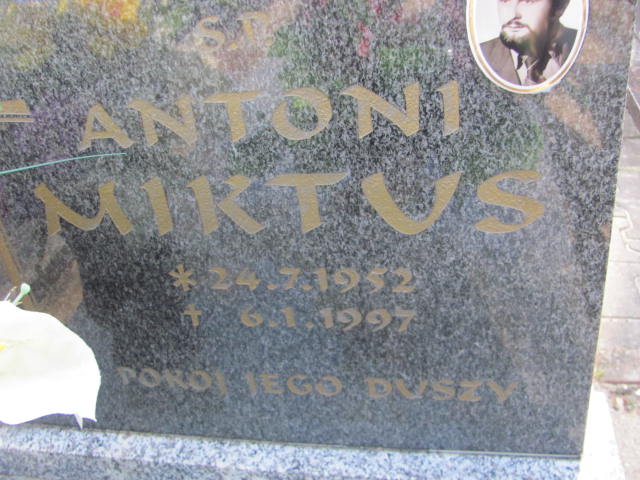 Ś.P.
ANTONI
MIKTUS
* 24.7.1952
† 6.1.1997
POKÓJ JEGO DUSZY